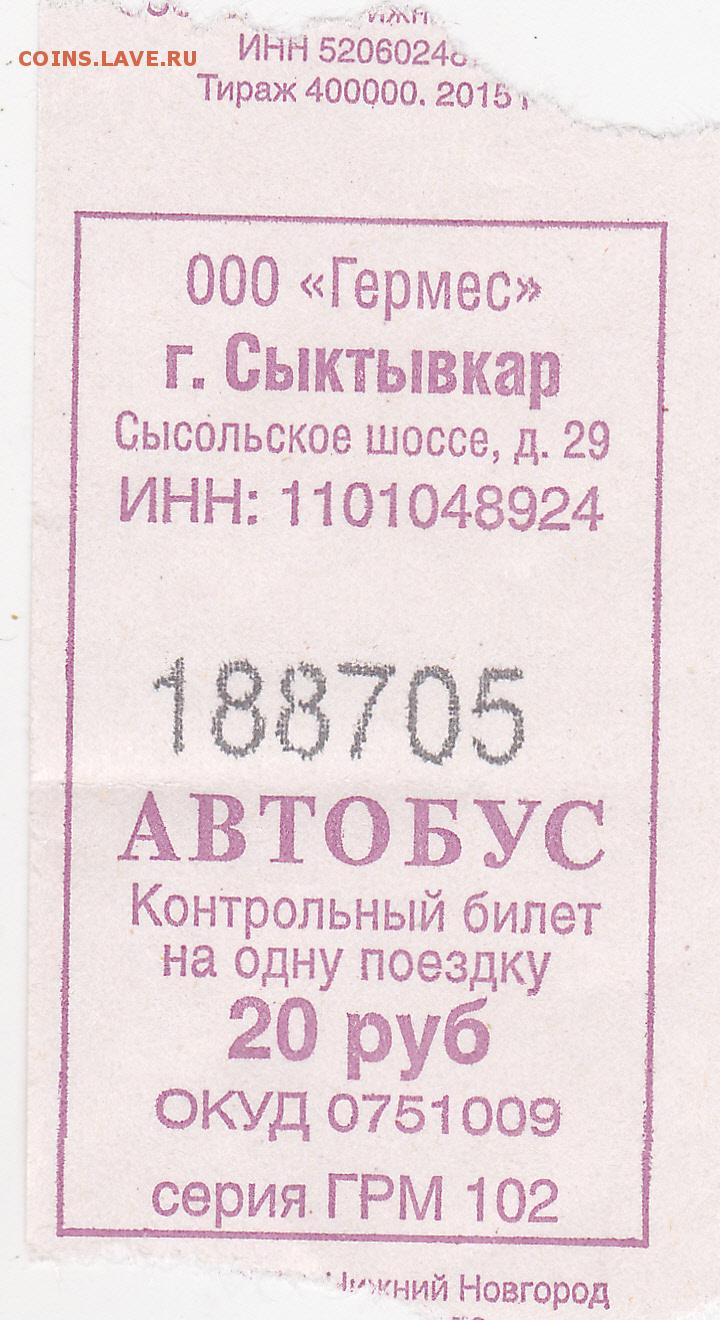 COINS.LAVE.RU
ИНН 52060248
Тираж 400000. 2015 г
ООО «Гермес»
г. Сыктывкар
Сысольское шоссе, д. 29
ИНН: 1101048924
188705
АВТОБУС
Контрольный билет
на одну поездку
20 руб
ОКУД 0751009
серия ГРМ 102
Нижний Новгород